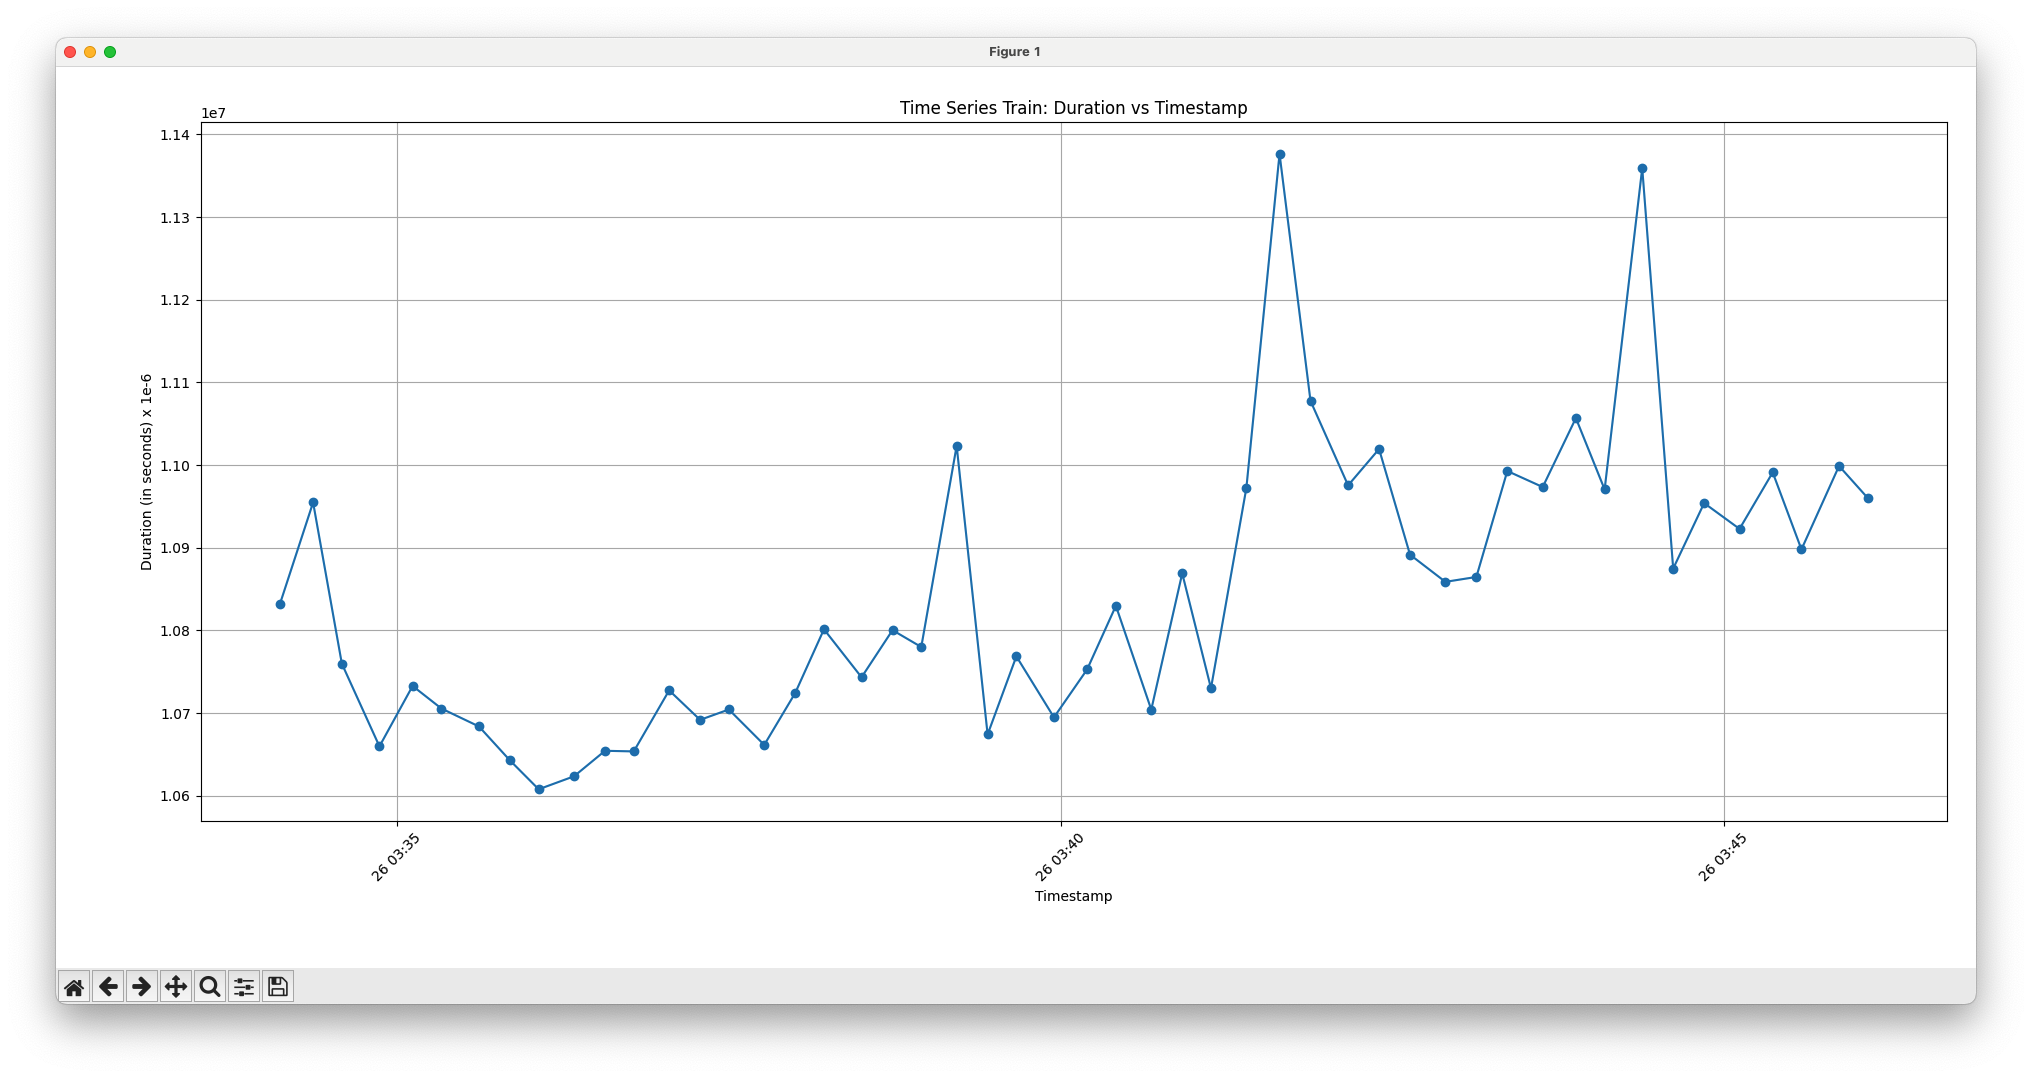 Figure 1
Time Series Train: Duration vs Timestamp
1e7
1.14
1.13
1.12
1.11
1.10
1.09
1.08
1.07
1.06
Duration (in seconds) x 1e-6
26 03:35
26 03:40
26 03:45
Timestamp